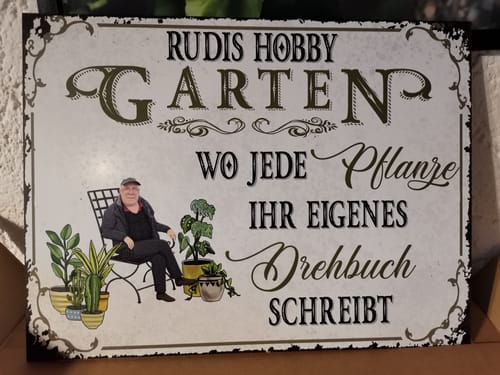 RUDIS HOBBY
GARTEN
WO JEDE Pflanze
IHR EIGENES
Drehbuch
SCHREIBT